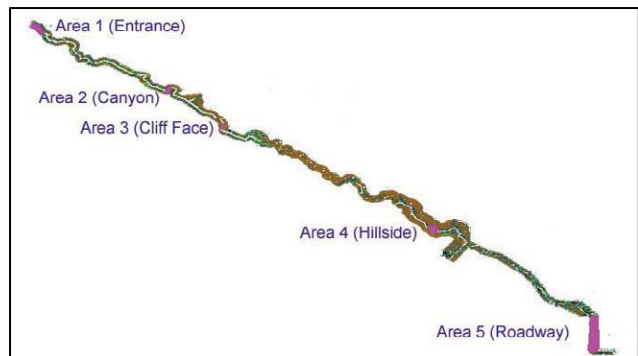 Area 1 (Entrance)
Area 2 (Canyon)
Area 3 (Cliff Face)
Area 4 (Hillside)
Area 5 (Roadway)